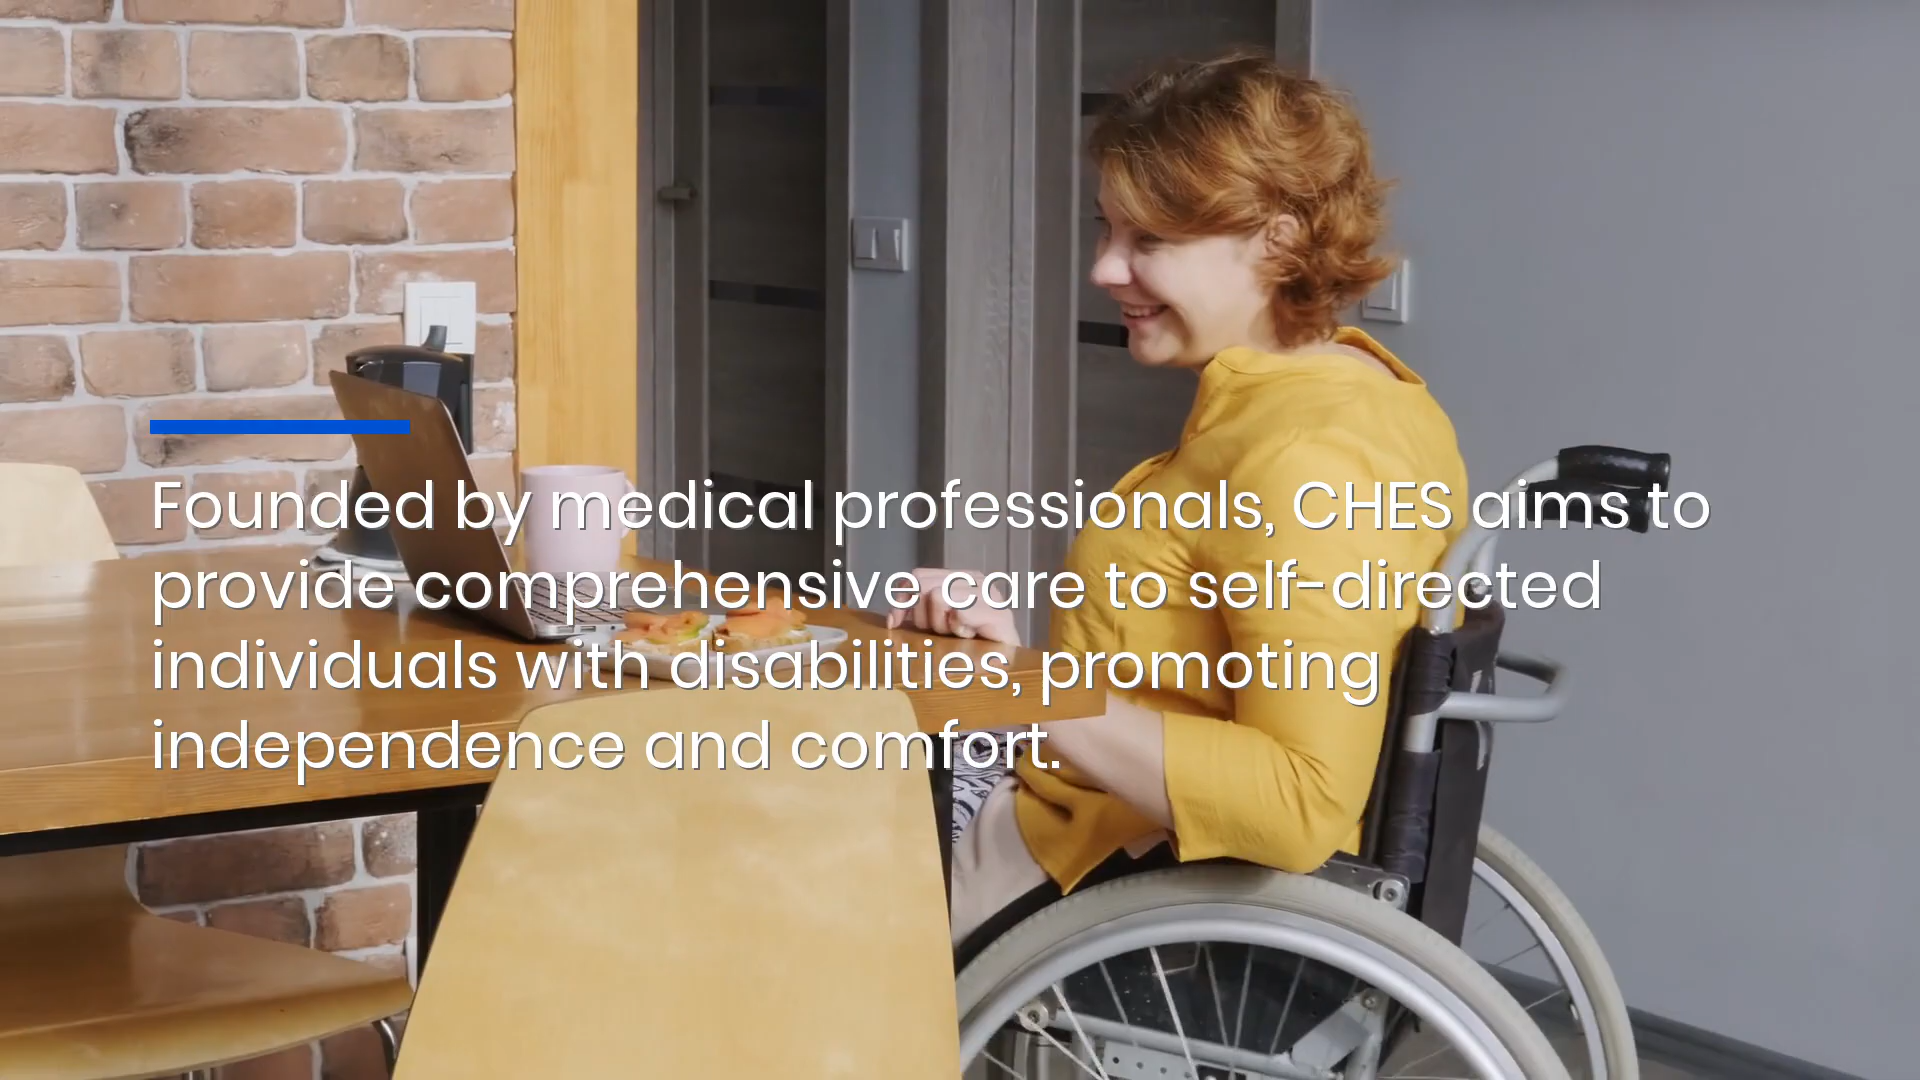 Founded by medical professionals, CHES aims to
provide comprehensive care to self-directed
individuals with disabilities, promoting
independence and comfort.